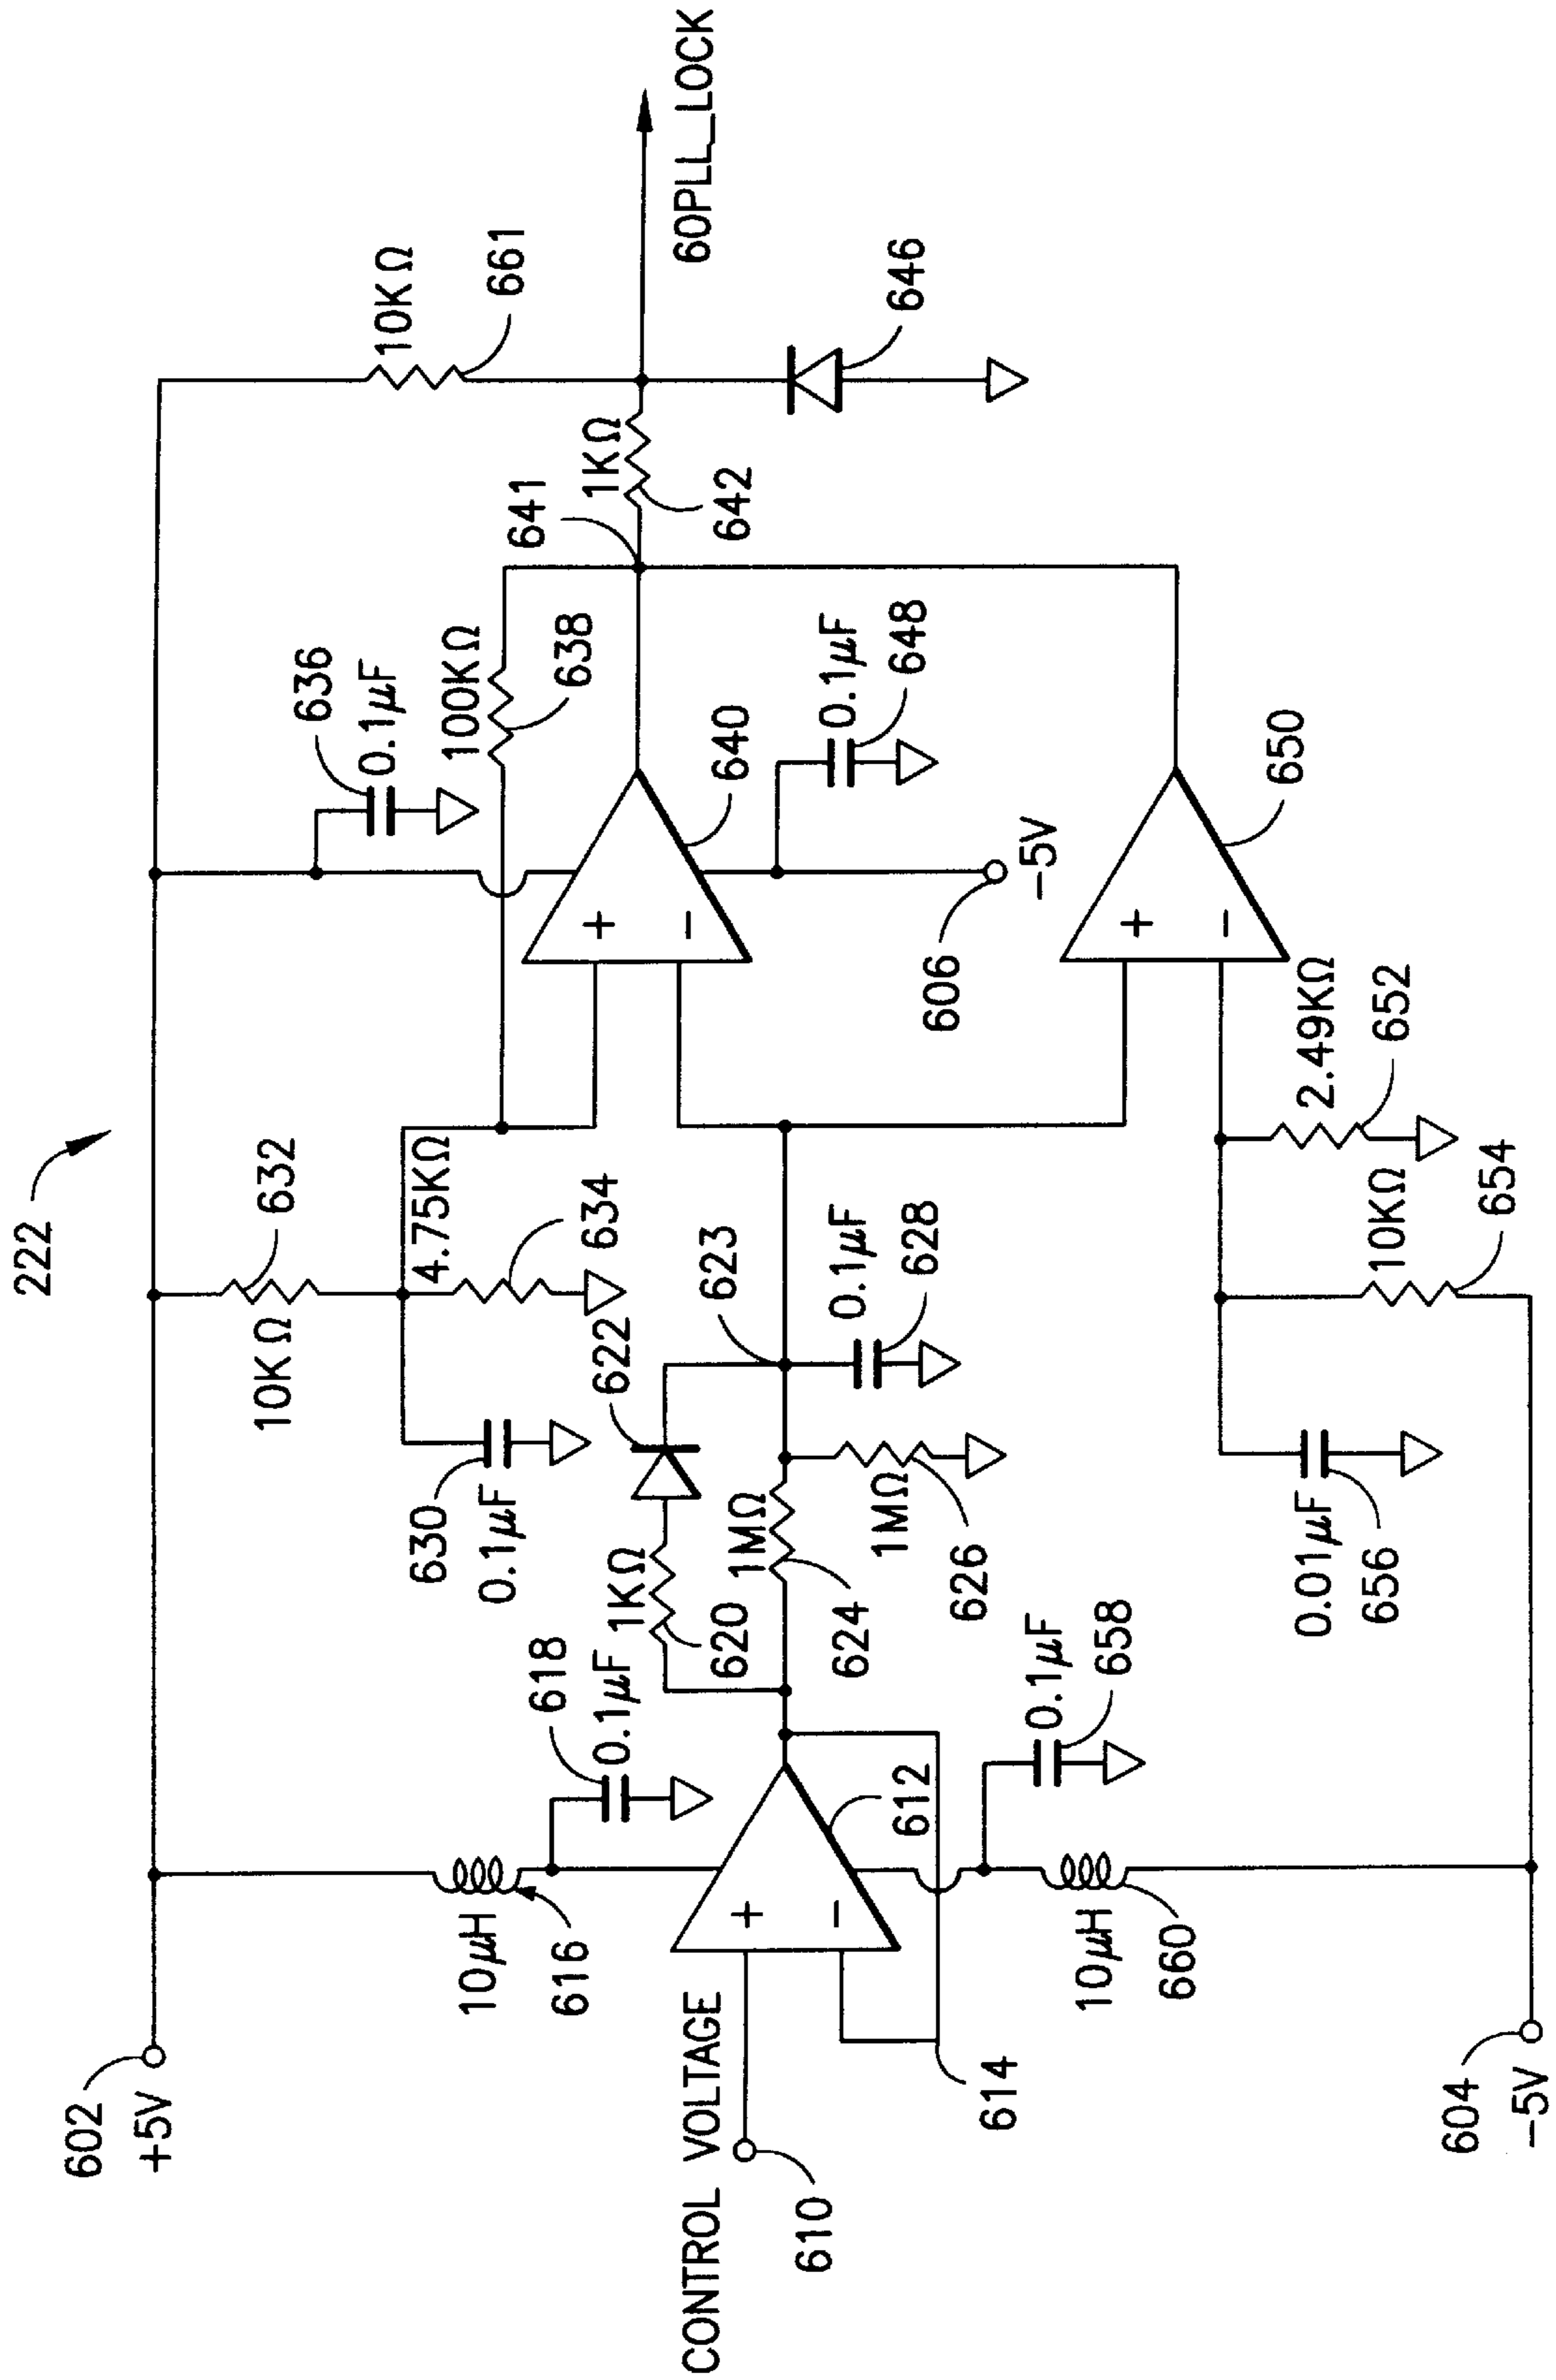 222
602
+5V
632
10KΩ
4.75KΩ
634
630
0.1µF
636
0.1µF
100KΩ
638
10KΩ
661
641
1KΩ
642
60PLL_LOCK
646
10µH
616
618
0.1µF
1KΩ
620
622
623
1MΩ
624
1MΩ
626
0.1µF
628
+
−
640
0.1µF
648
606
−5V
CONTROL VOLTAGE
610
+
−
612
614
0.1µF
658
10µH
660
+
−
650
2.49KΩ
652
10KΩ
654
0.01µF
656
604
−5V